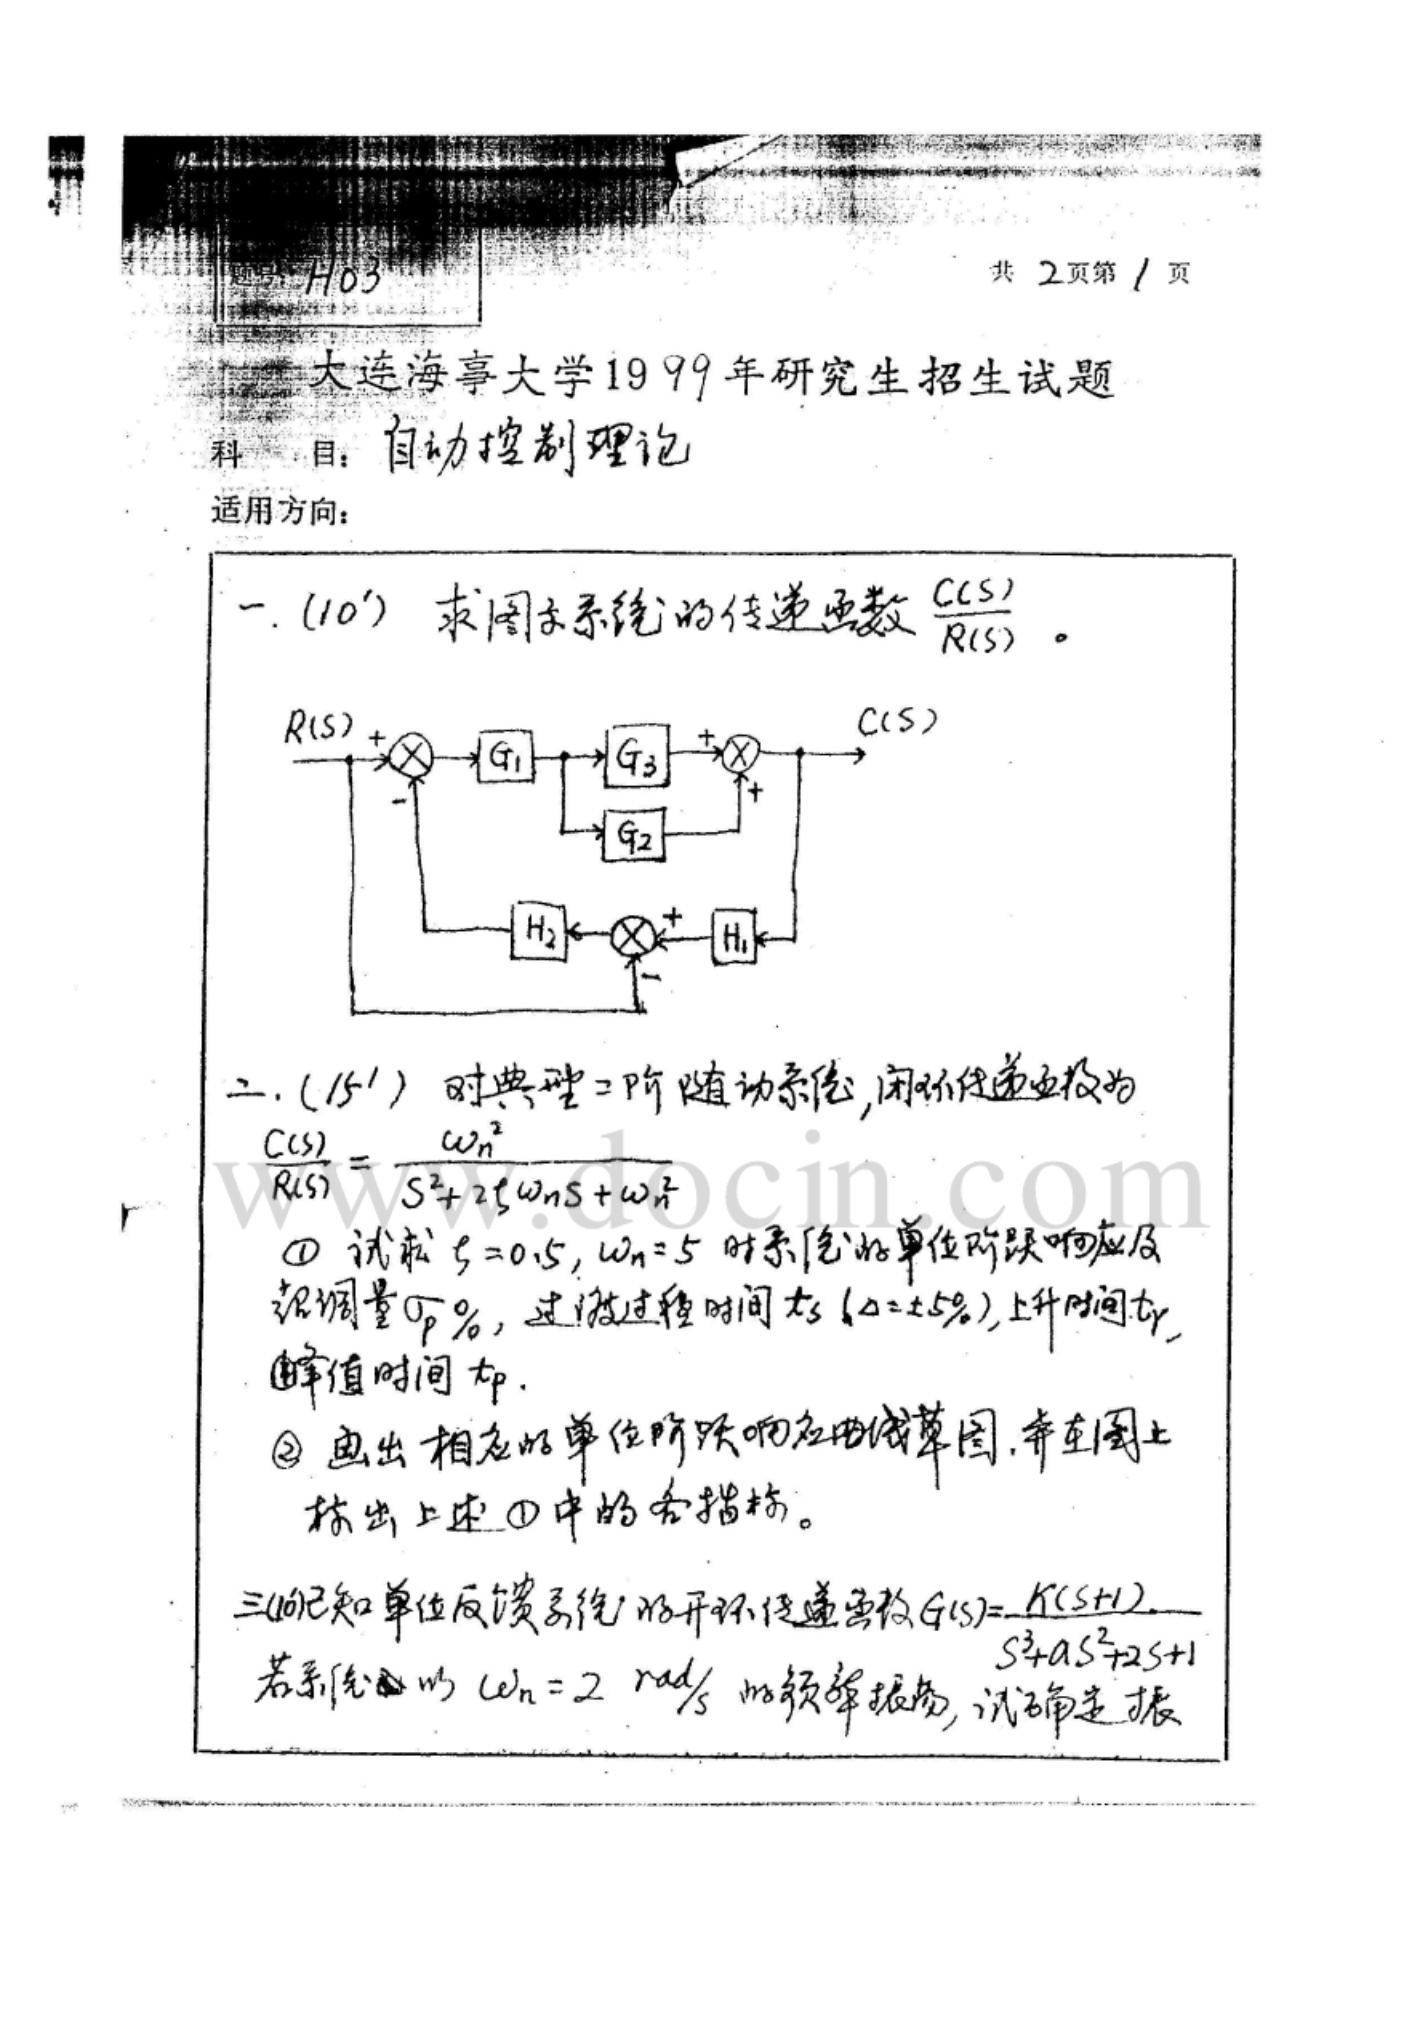 题号: H03
共 2 页第 1 页
大连海事大学1999年研究生招生试题
科 目: 自动控制理论
适用方向:
一. (10') 求图示系统的传递函数 C(S)/R(S) 。
R(S) + G1 G3 + C(S)
- G2 +
H2 + H1
-
二. (15') 对典型二阶随动系统,闭环传递函数为
C(S)/R(S) = ωn²/(S²+2ζωnS+ωn²)
www.docin.com
① 试求 ζ=0.5, ωn=5 时系统的单位阶跃响应及
超调量σp%, 过渡过程时间 ts (Δ=±5%), 上升时间tr,
峰值时间 tp.
② 画出相应的单位阶跃响应曲线草图,并在图上
标出上述①中的各指标。
三(10')已知单位反馈系统的开环传递函数G(S)=K(S+1)/(S³+aS²+2S+1)
若系统以 ωn=2 rad/s 的频率振荡, 试确定振